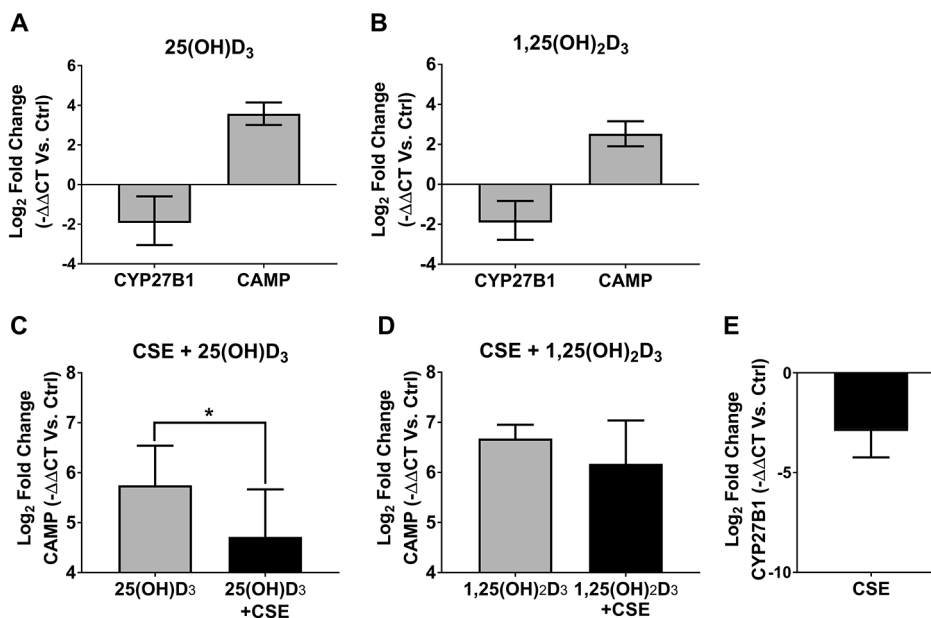 A
25(OH)D₃
Log₂ Fold Change
(-ΔΔCT Vs. Ctrl)
6
4
2
0
-2
-4
CYP27B1
CAMP
B
1,25(OH)₂D₃
Log₂ Fold Change
(-ΔΔCT Vs. Ctrl)
6
4
2
0
-2
-4
CYP27B1
CAMP
C
CSE + 25(OH)D₃
Log₂ Fold Change
CAMP (-ΔΔCT Vs. Ctrl)
8
7
6
5
4
*
25(OH)D₃
25(OH)D₃
+CSE
D
CSE + 1,25(OH)₂D₃
Log₂ Fold Change
CAMP (-ΔΔCT Vs. Ctrl)
8
7
6
5
4
1,25(OH)₂D₃
1,25(OH)₂D₃
+CSE
E
Log₂ Fold Change
CYP27B1 (-ΔΔCT Vs. Ctrl)
0
-5
-10
CSE